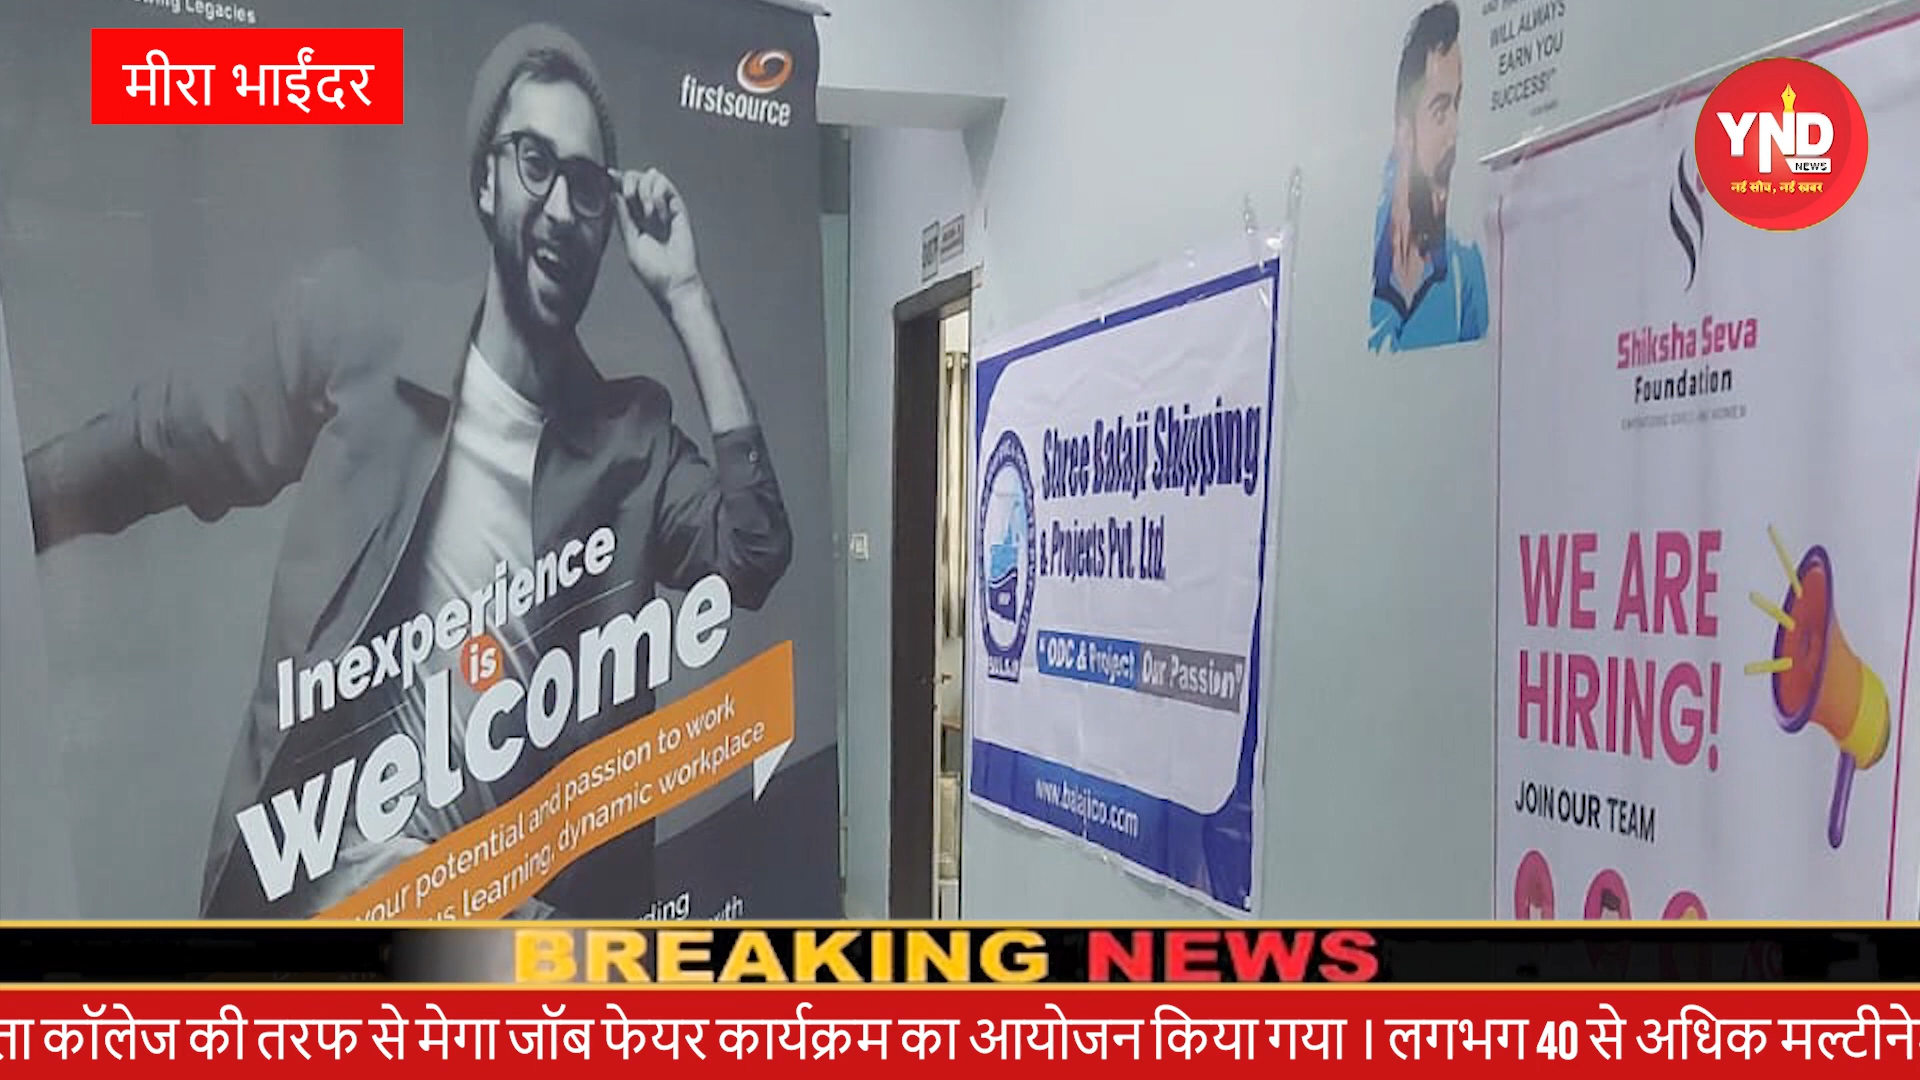 Legacies
मीरा भाईंदर
firstsource
Inexperience
is
welcome
your potential and passion to work
learning, dynamic workplace
WILL ALWAYS
EARN YOU
SUCCESS!"
YND
NEWS
नई सोच, नई खबर
Shree Balaji Shipping
& Projects Pvt. Ltd.
"ODC & Project Our Passion"
www.balajico.com
Shiksha Seva
Foundation
WE ARE
HIRING!
JOIN OUR TEAM
BREAKING NEWS
ता कॉलेज की तरफ से मेगा जॉब फेयर कार्यक्रम का आयोजन किया गया । लगभग 40 से अधिक मल्टीने